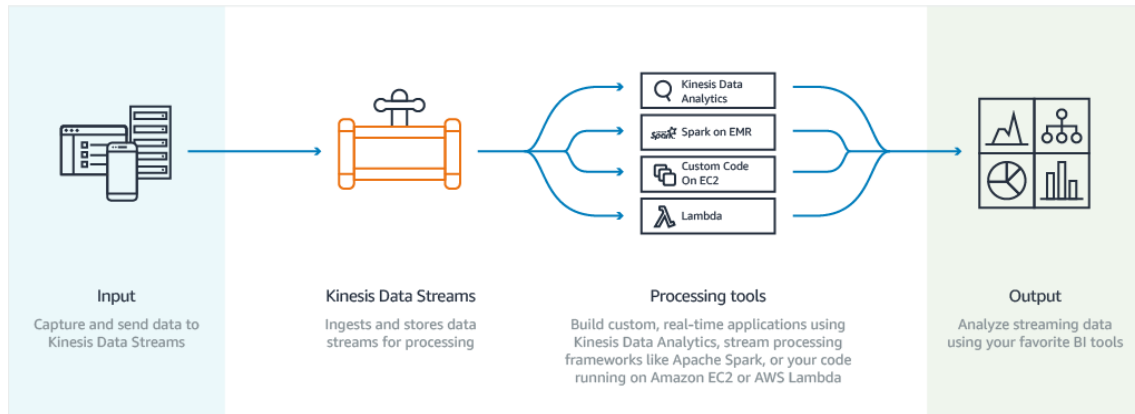 Kinesis Data
Analytics
Spark
Spark on EMR
Custom Code
On EC2
Lambda
Input
Capture and send data to
Kinesis Data Streams
Kinesis Data Streams
Ingests and stores data
streams for processing
Processing tools
Build custom, real-time applications using
Kinesis Data Analytics, stream processing
frameworks like Apache Spark, or your code
running on Amazon EC2 or AWS Lambda
Output
Analyze streaming data
using your favorite BI tools